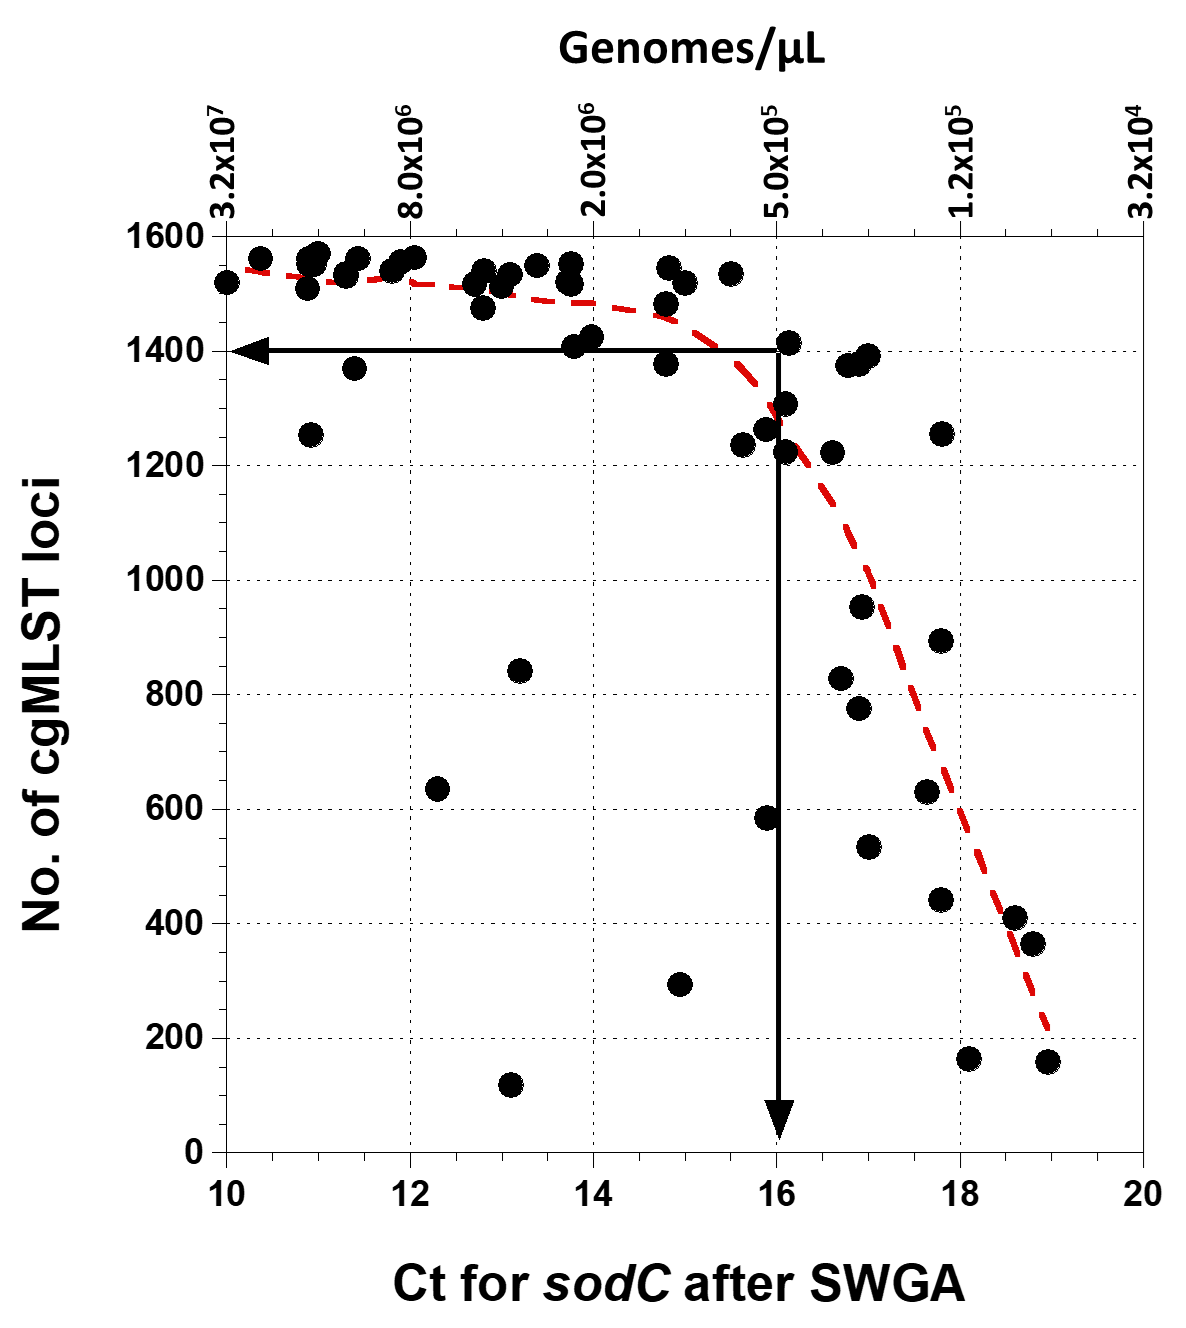 Genomes/µL
3.2x10⁷ 8.0x10⁶ 2.0x10⁶ 5.0x10⁵ 1.2x10⁵ 3.2x10⁴
1600
1400
1200
1000
800
600
400
200
0
No. of cgMLST loci
10 12 14 16 18 20
Ct for sodC after SWGA